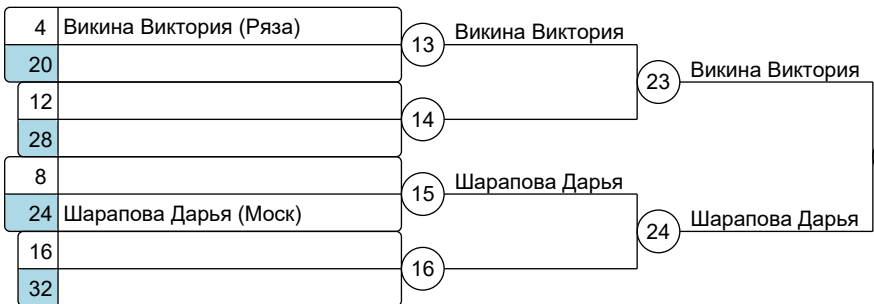 4 Викина Виктория (Ряза)
13 Викина Виктория
20
23 Викина Виктория
12
14
28
8
15 Шарапова Дарья
24 Шарапова Дарья (Моск)
24 Шарапова Дарья
16
16
32